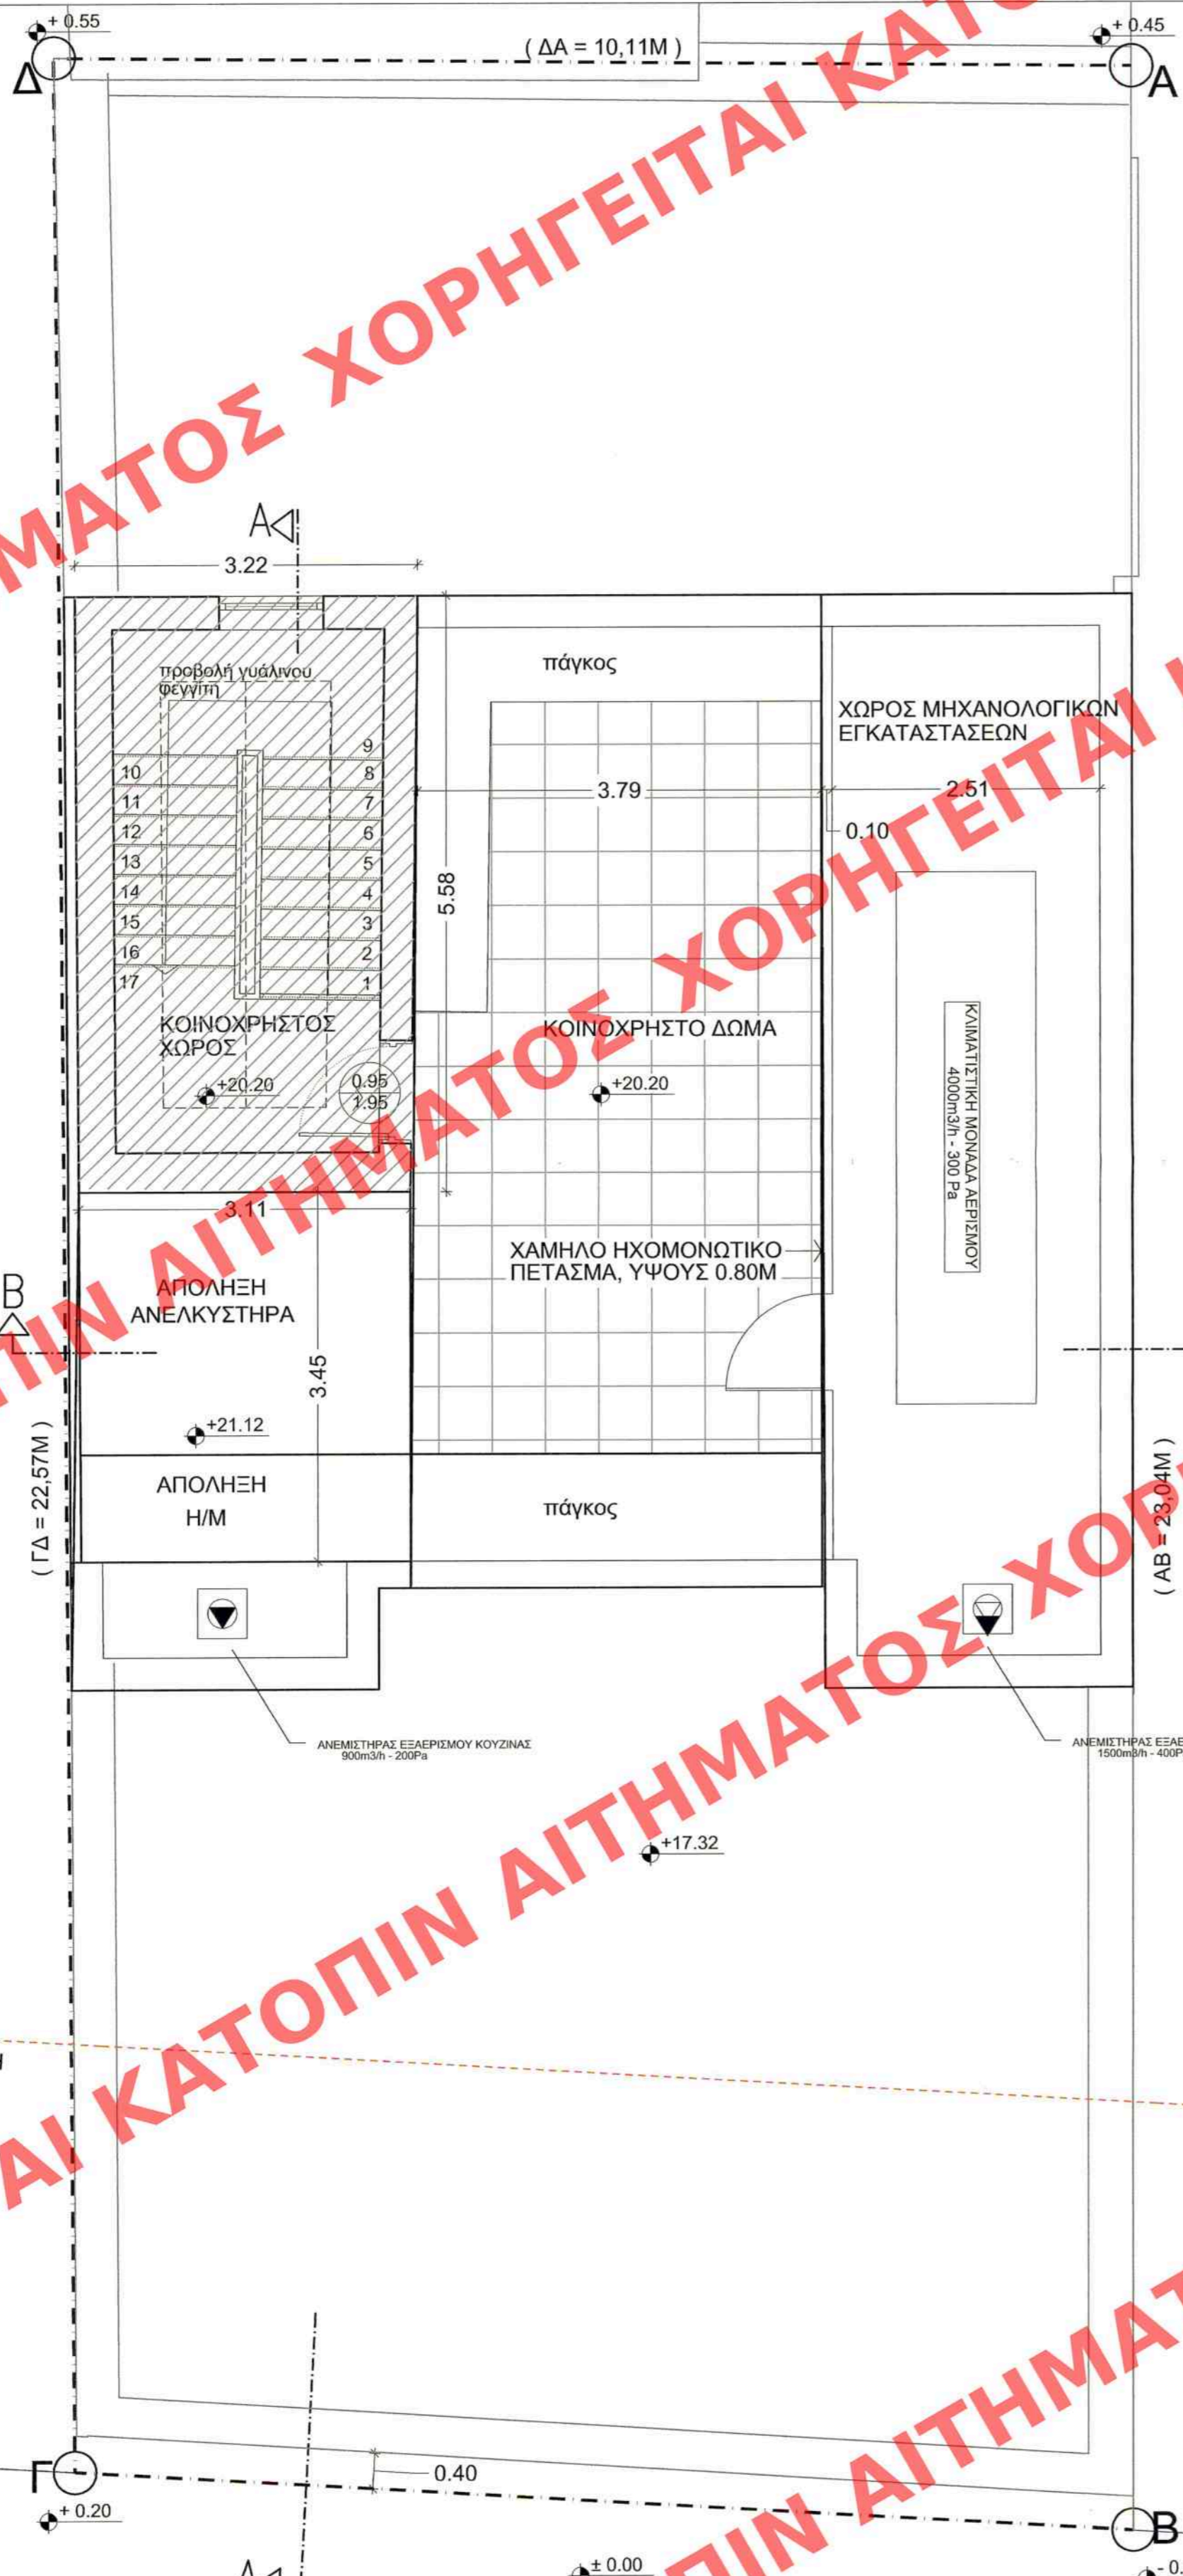 + 0.55
( ΔΑ = 10,11Μ )
+ 0.45
Δ
Α
ΧΟΡΗΓΕΙΤΑΙ
Α
3.22
πάγκος
προβολή γυάλινου
φεγγίτη
ΧΩΡΟΣ ΜΗΧΑΝΟΛΟΓΙΚΩΝ
ΕΓΚΑΤΑΣΤΑΣΕΩΝ
9
10
8
11
7
12
6
13
5
14
4
15
3
16
2
17
1
3.79
2.51
0.10
5.58
ΚΟΙΝΟΧΡΗΣΤΟΣ
ΧΩΡΟΣ
+20.20
0.95
1.95
ΚΟΙΝΟΧΡΗΣΤΟ ΔΩΜΑ
+20.20
ΚΛΙΜΑΤΙΣΤΙΚΗ ΜΟΝΑΔΑ ΑΕΡΙΣΜΟΥ
4000m3/h - 300 Pa
ΑΙΤΗΜΑΤΟΣ ΧΟΡΗΓΕΙΤΑΙ
3.11
ΧΑΜΗΛΟ ΗΧΟΜΟΝΩΤΙΚΟ
ΠΕΤΑΣΜΑ, ΥΨΟΥΣ 0.80Μ
Β
ΑΠΟΛΗΞΗ
ΑΝΕΛΚΥΣΤΗΡΑ
3.45
+21.12
( ΓΔ = 22,57Μ )
( ΑΒ = 23,04Μ )
ΑΠΟΛΗΞΗ
Η/Μ
πάγκος
ΑΝΕΜΙΣΤΗΡΑΣ ΕΞΑΕΡΙΣΜΟΥ ΚΟΥΖΙΝΑΣ
900m3/h - 200Pa
ΑΝΕΜΙΣΤΗΡΑΣ
1500m3/h - 400P
+17.32
ΚΑΤΟΠΙΝ ΑΙΤΗΜΑΤΟΣ
Γ
+ 0.20
0.40
Β
± 0.00